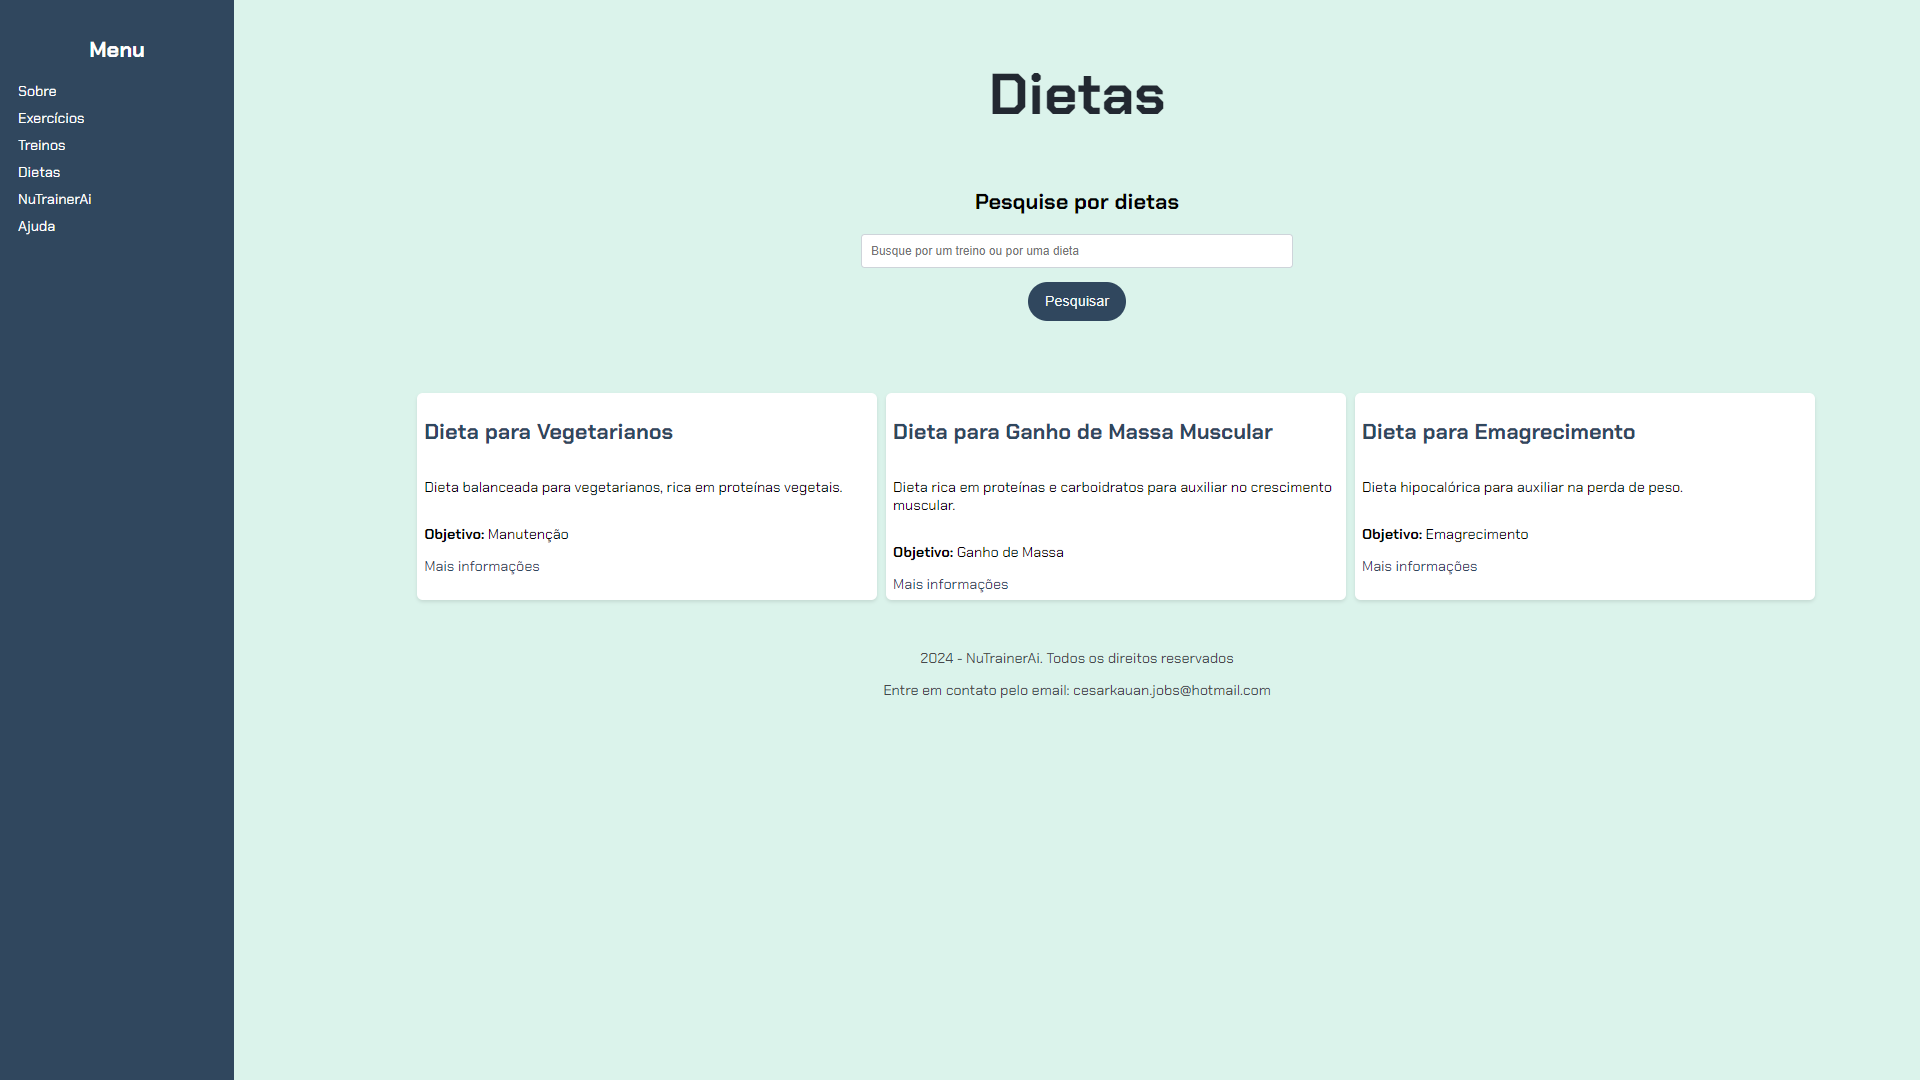 Menu
Sobre
Exercícios
Treinos
Dietas
NuTrainerAi
Ajuda
Dietas
Pesquise por dietas
Busque por um treino ou por uma dieta
Pesquisar
Dieta para Vegetarianos
Dieta balanceada para vegetarianos, rica em proteínas vegetais.
Objetivo: Manutenção
Mais informações
Dieta para Ganho de Massa Muscular
Dieta rica em proteínas e carboidratos para auxiliar no crescimento
muscular.
Objetivo: Ganho de Massa
Mais informações
Dieta para Emagrecimento
Dieta hipocalórica para auxiliar na perda de peso.
Objetivo: Emagrecimento
Mais informações
2024 - NuTrainerAi. Todos os direitos reservados
Entre em contato pelo email: cesarkauan.jobs@hotmail.com